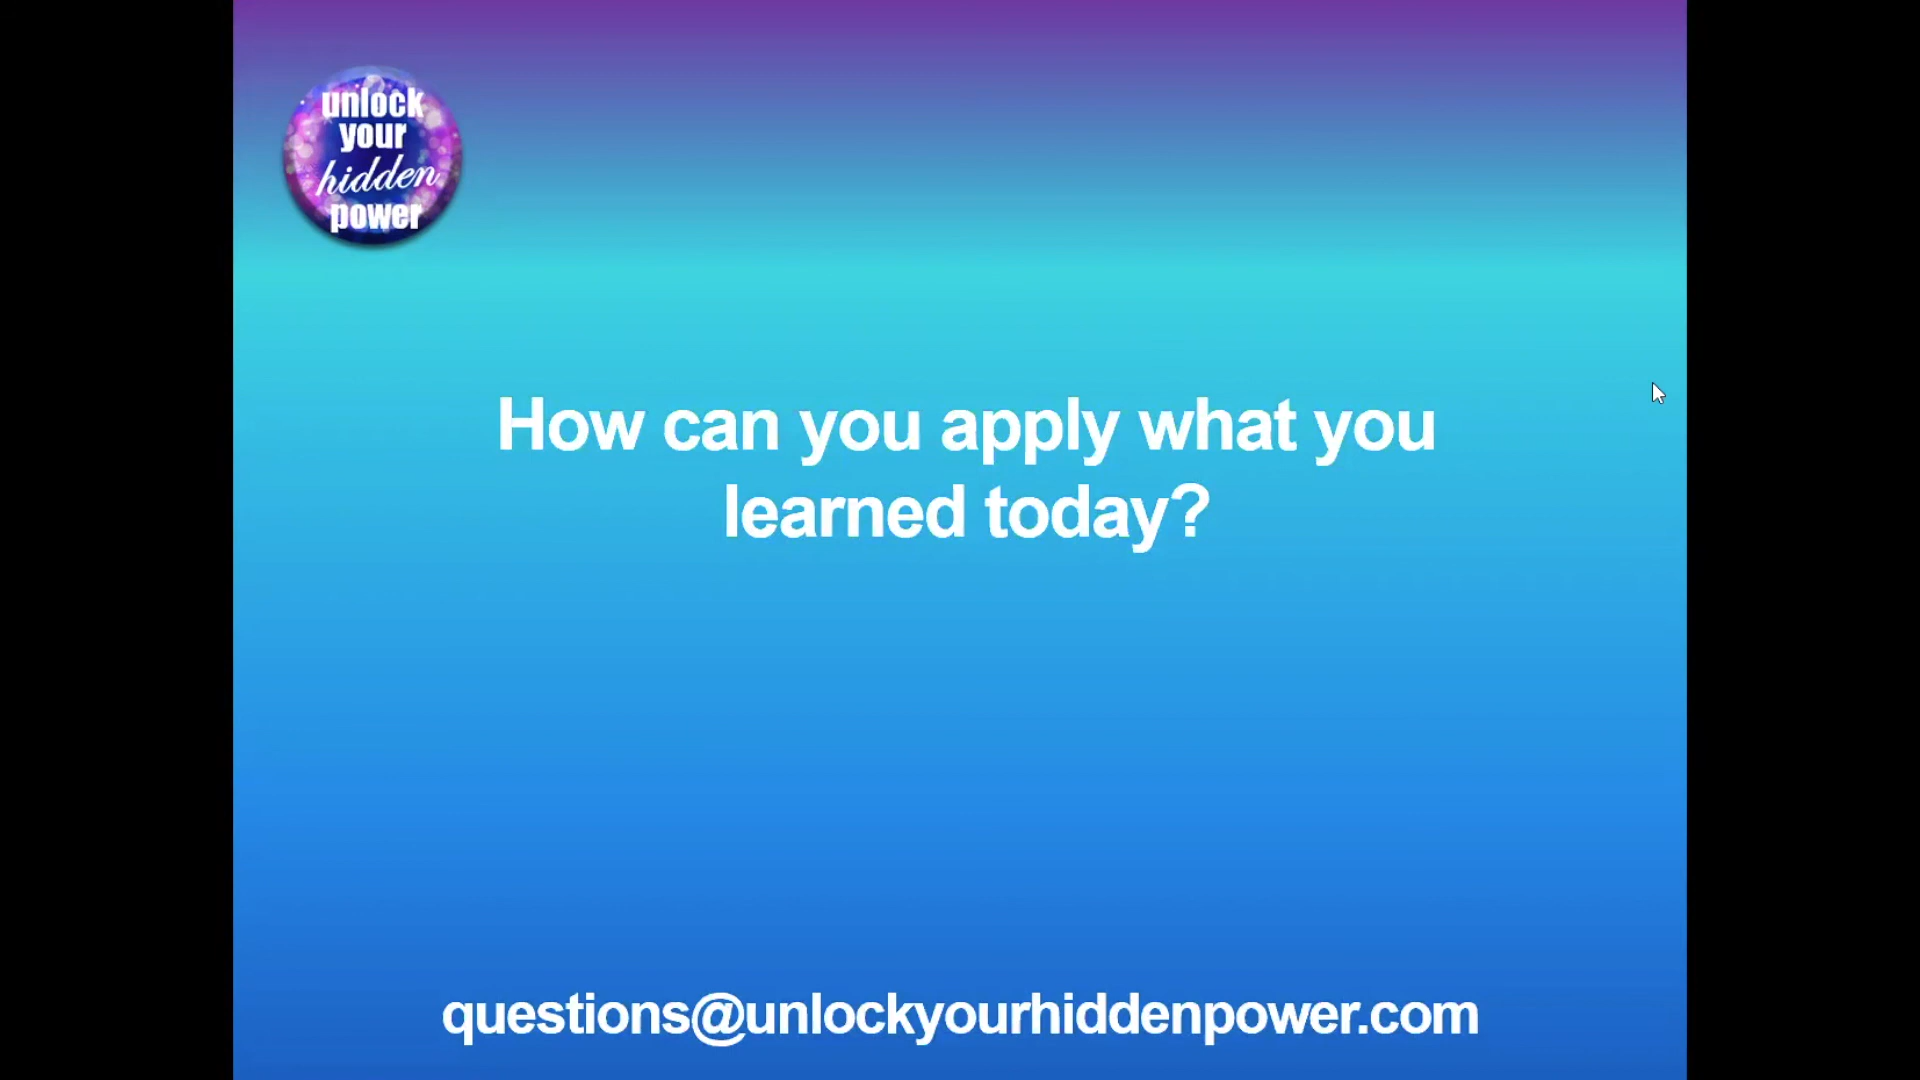 unlock
your
hidden
power
How can you apply what you
learned today?
questions@unlockyourhiddenpower.com